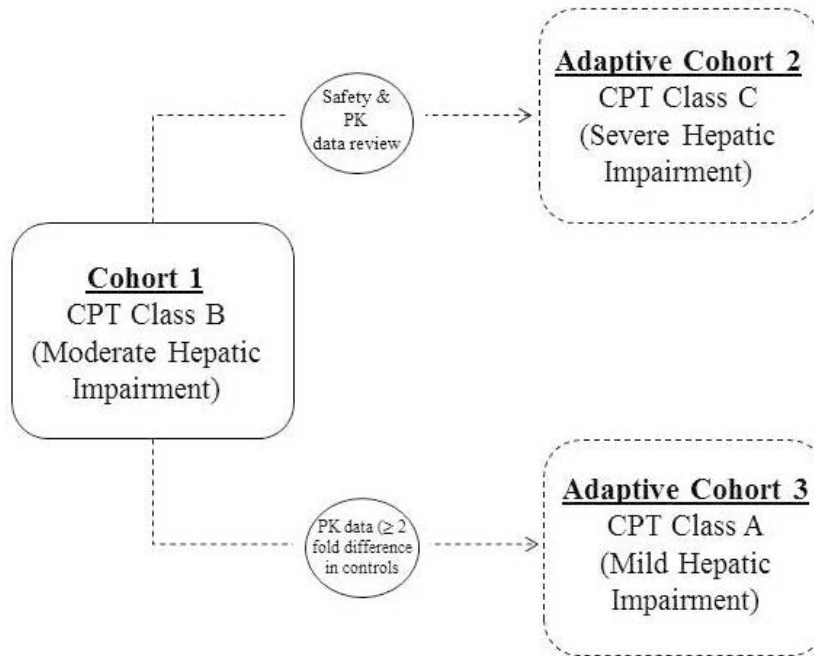 Adaptive Cohort 2
CPT Class C
(Severe Hepatic
Impairment)
Safety &
PK
data review
Cohort 1
CPT Class B
(Moderate Hepatic
Impairment)
PK data (≥ 2
fold difference
in controls
Adaptive Cohort 3
CPT Class A
(Mild Hepatic
Impairment)